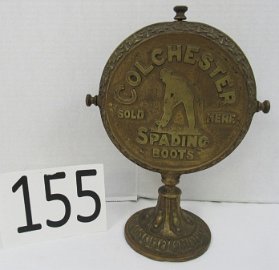 COLCHESTER
SOLD HERE
SPADING
BOOTS
155